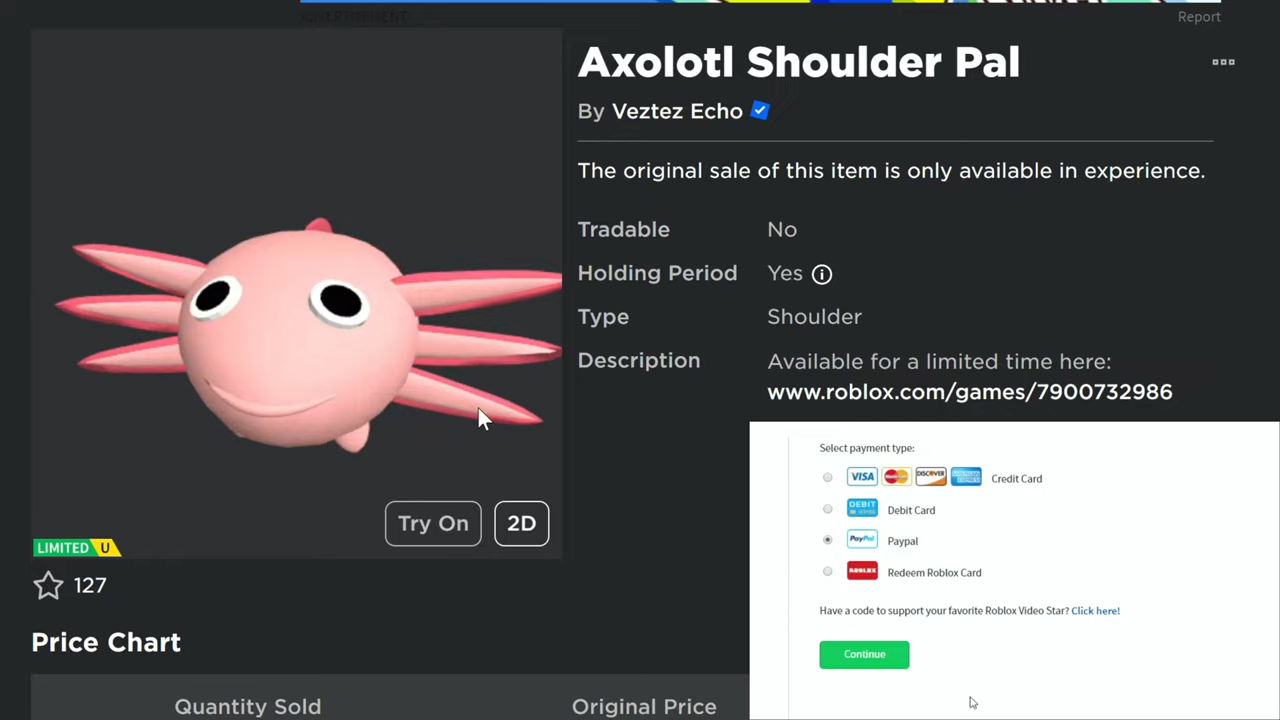 ADVERTISEMENT
Report
Axolotl Shoulder Pal
By Veztez Echo
The original sale of this item is only available in experience.
Tradable No
Holding Period Yes
Type Shoulder
Description Available for a limited time here:
www.roblox.com/games/7900732986
Try On 2D
LIMITED U
127
Price Chart
Quantity Sold Original Price
Select payment type:
VISA MasterCard DISCOVER Credit Card
DEBIT Debit Card
PayPal Paypal
ROBLOX Redeem Roblox Card
Have a code to support your favorite Roblox Video Star? Click here!
Continue